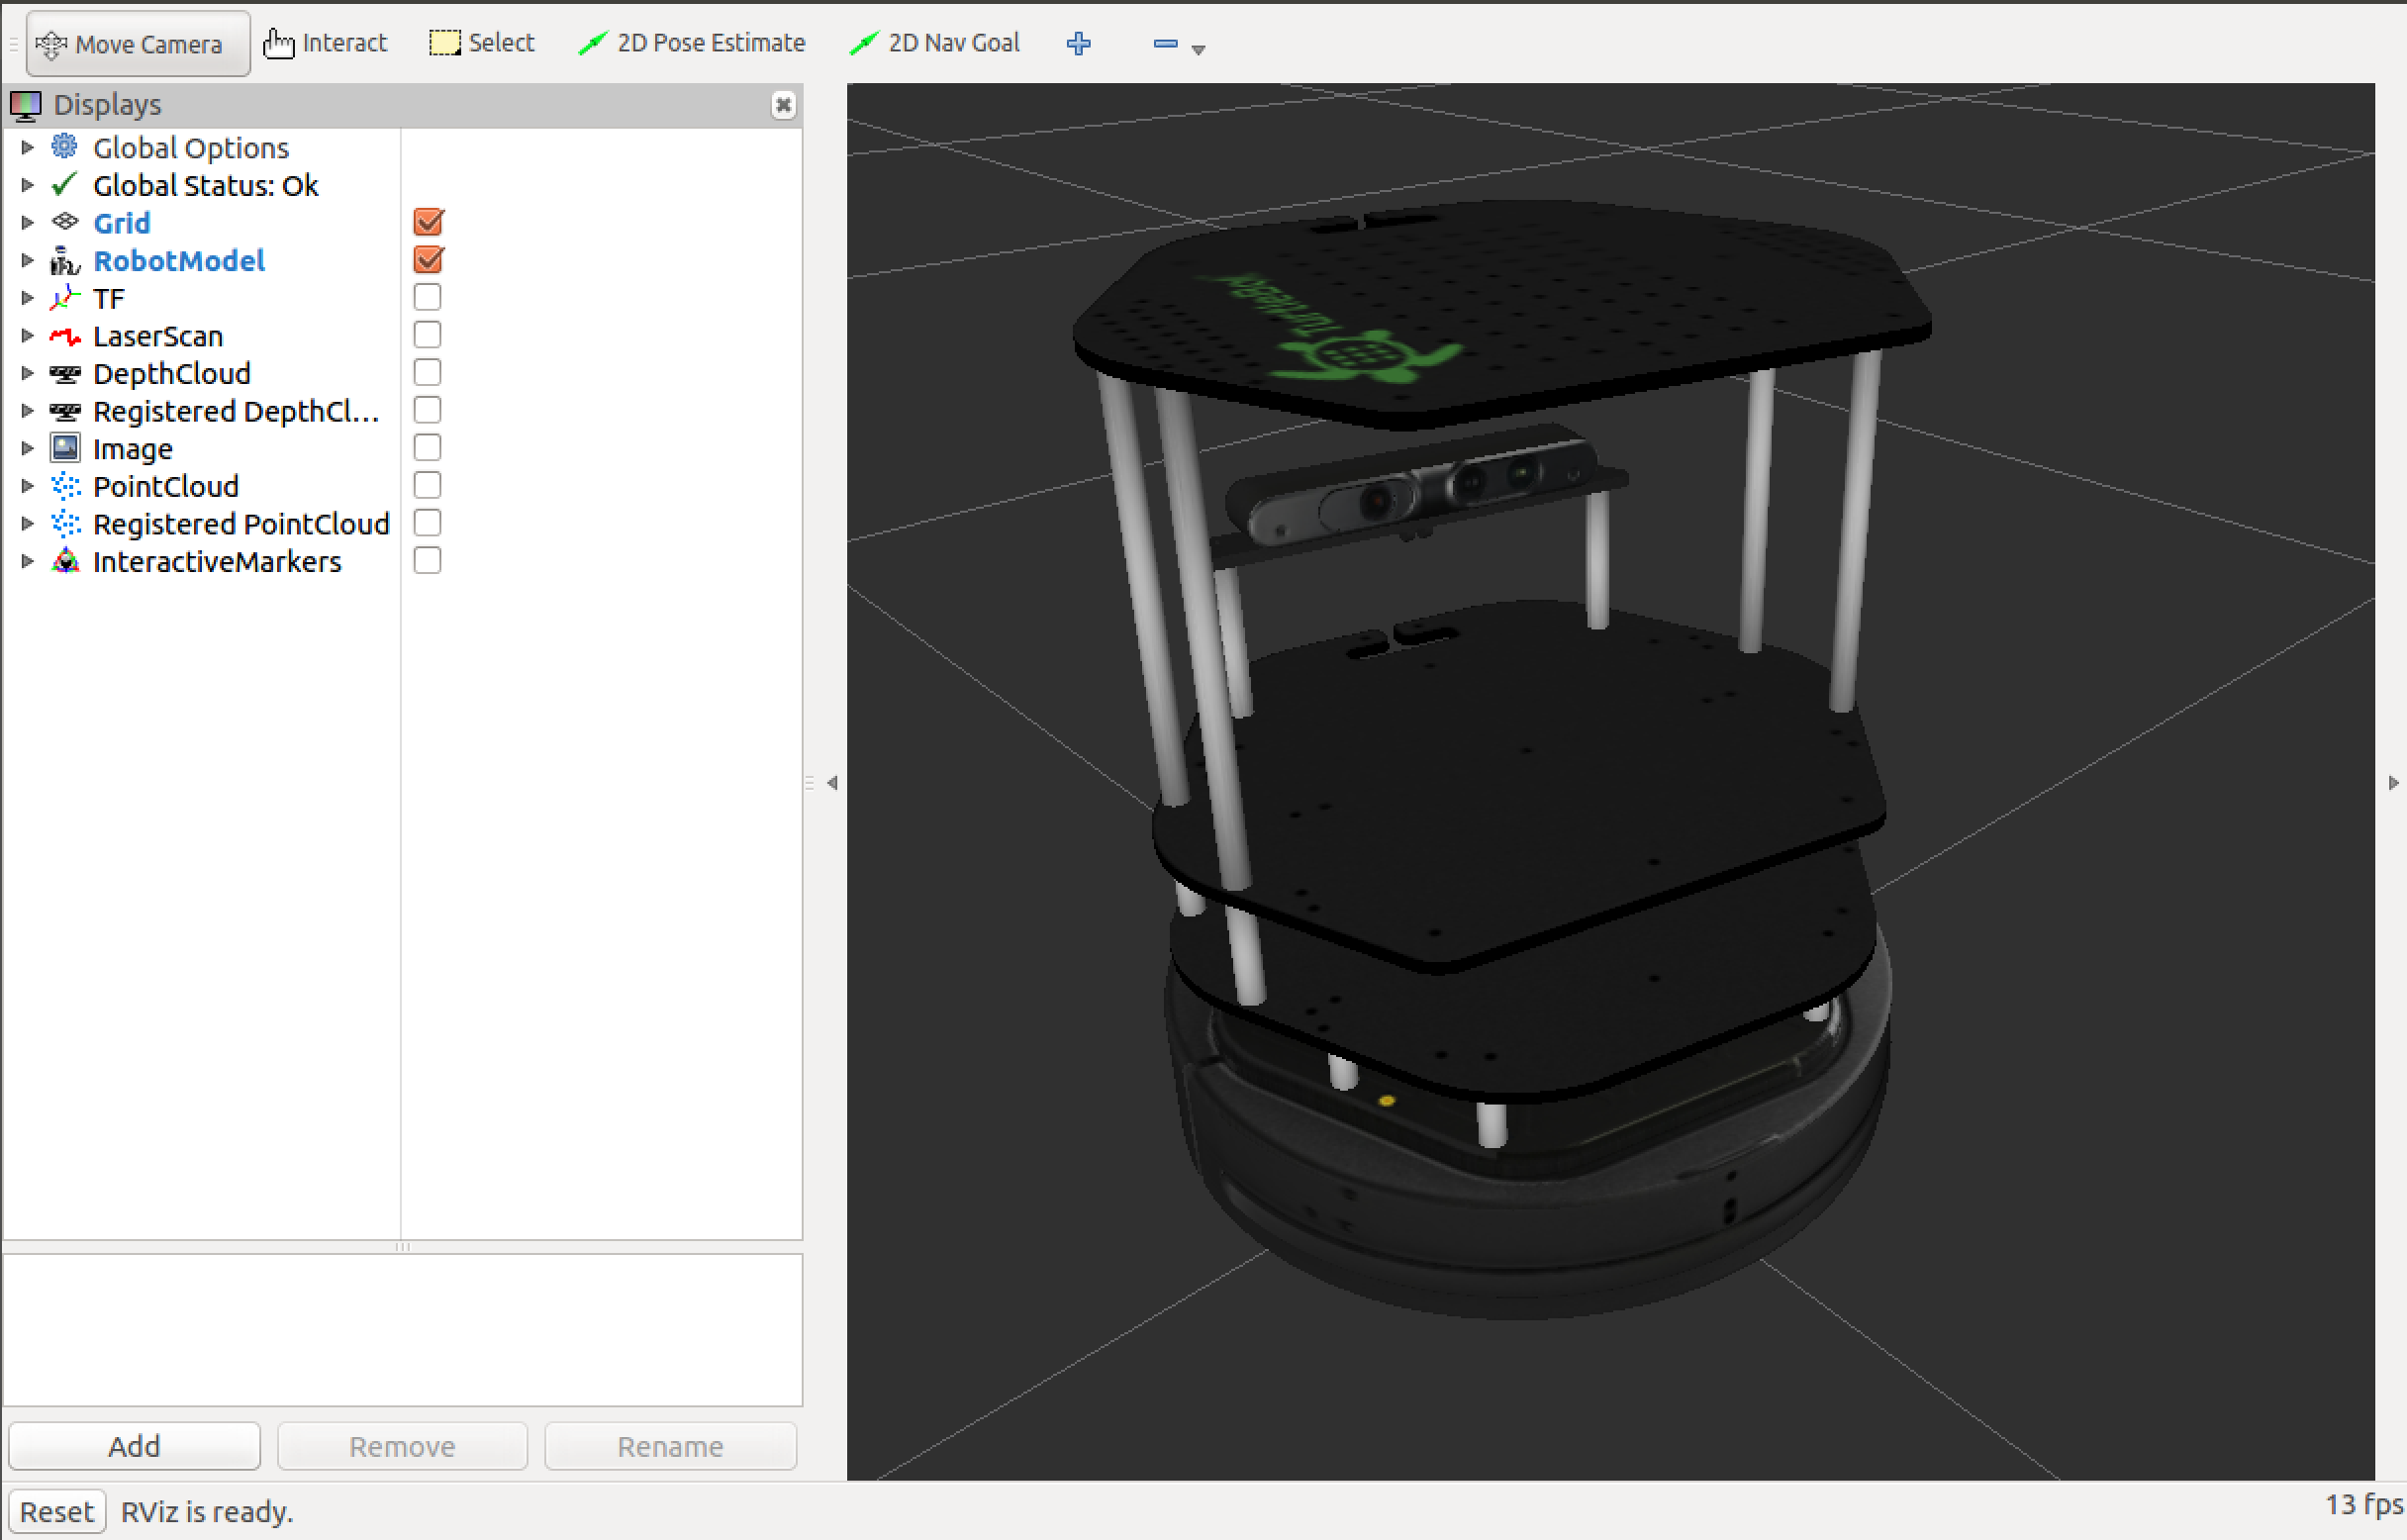 Move Camera Interact Select 2D Pose Estimate 2D Nav Goal
Displays
Global Options
Global Status: Ok
Grid
RobotModel
TF
LaserScan
DepthCloud
Registered DepthCl...
Image
PointCloud
Registered PointCloud
InteractiveMarkers
TurtleBot
Add Remove Rename
Reset RViz is ready. 13 fps